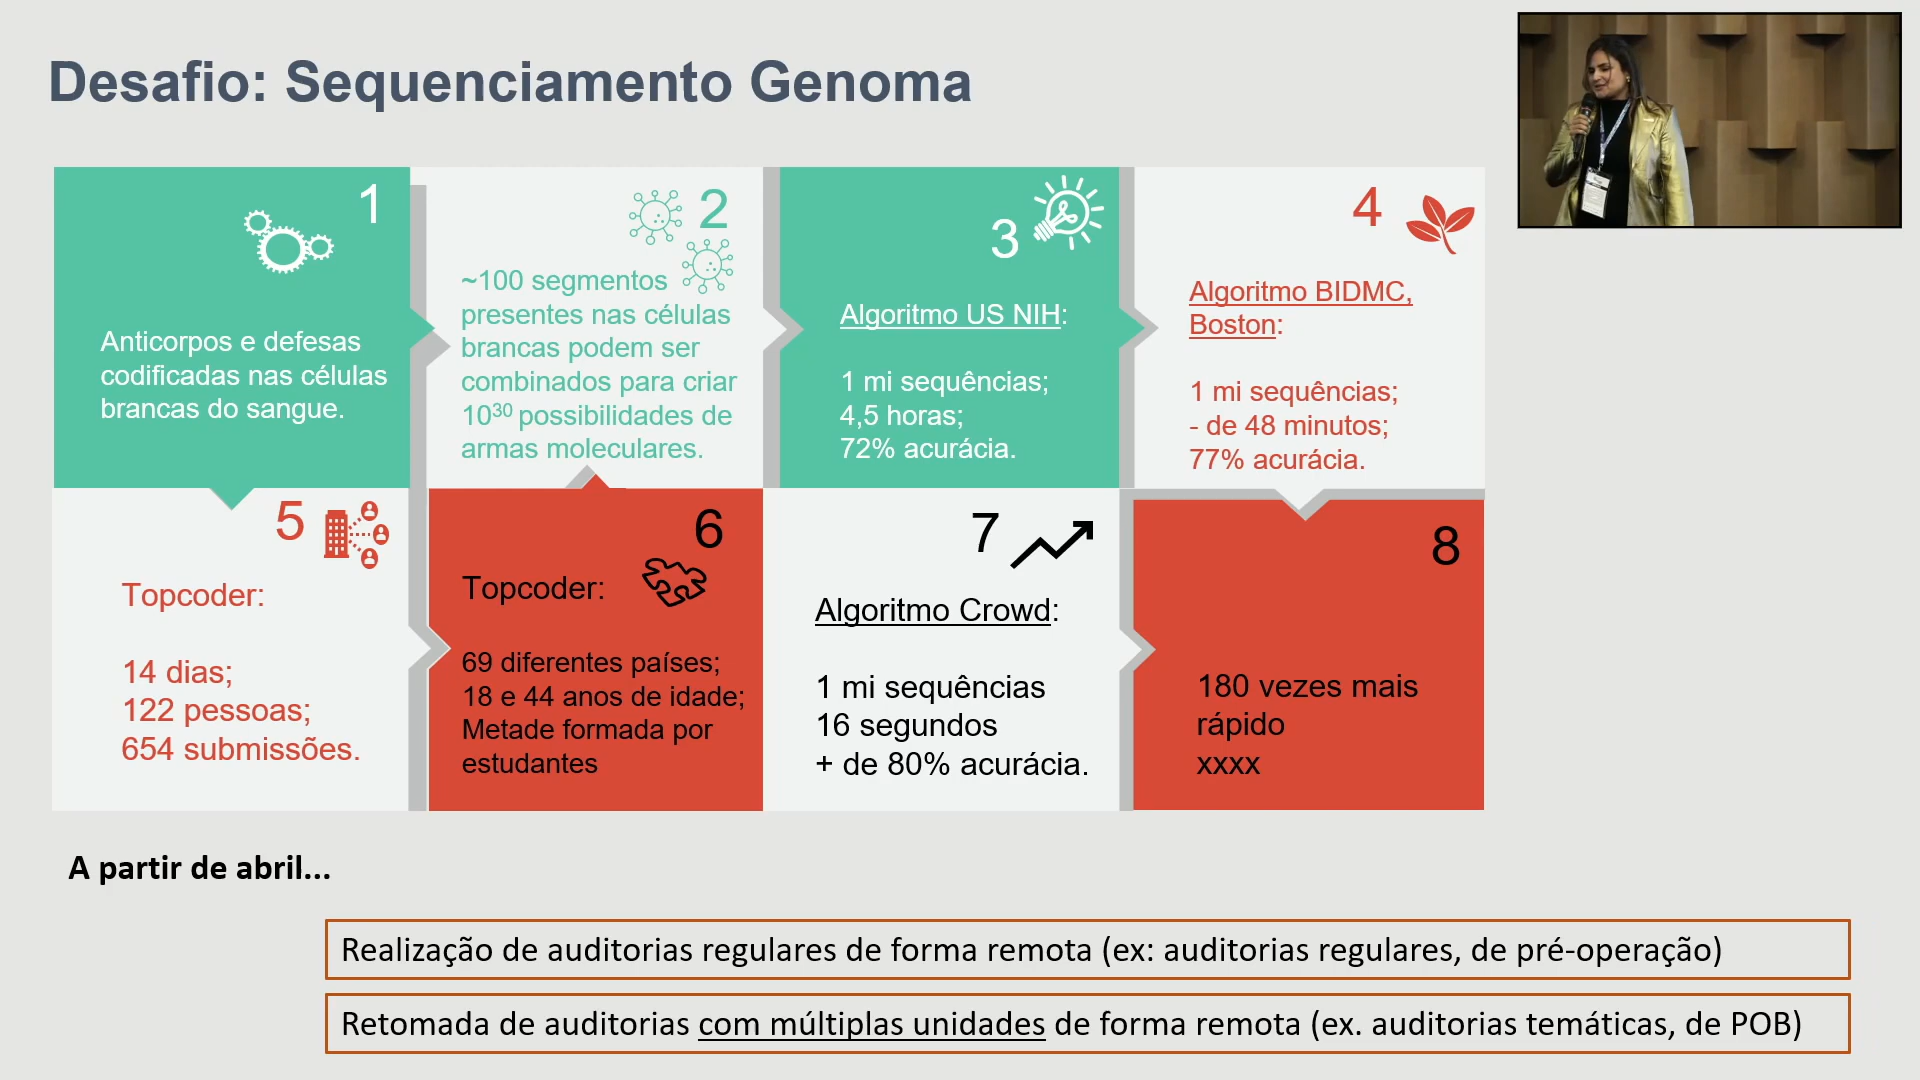 Desafio: Sequenciamento Genoma
1
Anticorpos e defesas
codificadas nas células
brancas do sangue.
2
~100 segmentos
presentes nas células
brancas podem ser
combinados para criar
10³⁰ possibilidades de
armas moleculares.
3
Algoritmo US NIH:
1 mi sequências;
4,5 horas;
72% acurácia.
4
Algoritmo BIDMC,
Boston:
1 mi sequências;
- de 48 minutos;
77% acurácia.
5
Topcoder:
14 dias;
122 pessoas;
654 submissões.
6
Topcoder:
69 diferentes países;
18 e 44 anos de idade;
Metade formada por
estudantes
7
Algoritmo Crowd:
1 mi sequências
16 segundos
+ de 80% acurácia.
8
180 vezes mais
rápido
xxxx
A partir de abril...
Realização de auditorias regulares de forma remota (ex: auditorias regulares, de pré-operação)
Retomada de auditorias com múltiplas unidades de forma remota (ex. auditorias temáticas, de POB)